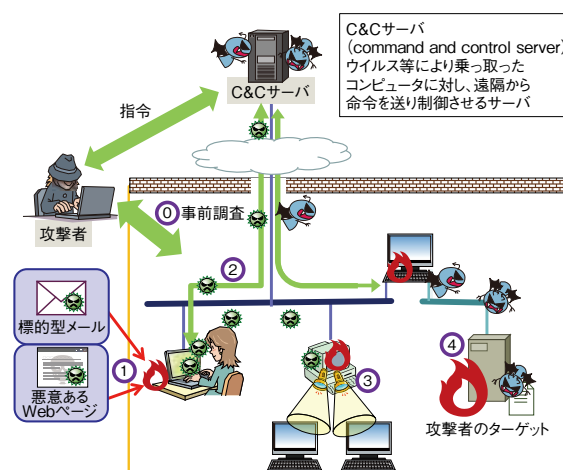 C&Cサーバ
(command and control server)
ウイルス等により乗っ取った
コンピュータに対し、遠隔から
命令を送り制御させるサーバ
C&Cサーバ
指令
攻撃者
⓪事前調査
②
標的型メール
①
悪意ある
Webページ
③
④
攻撃者のターゲット